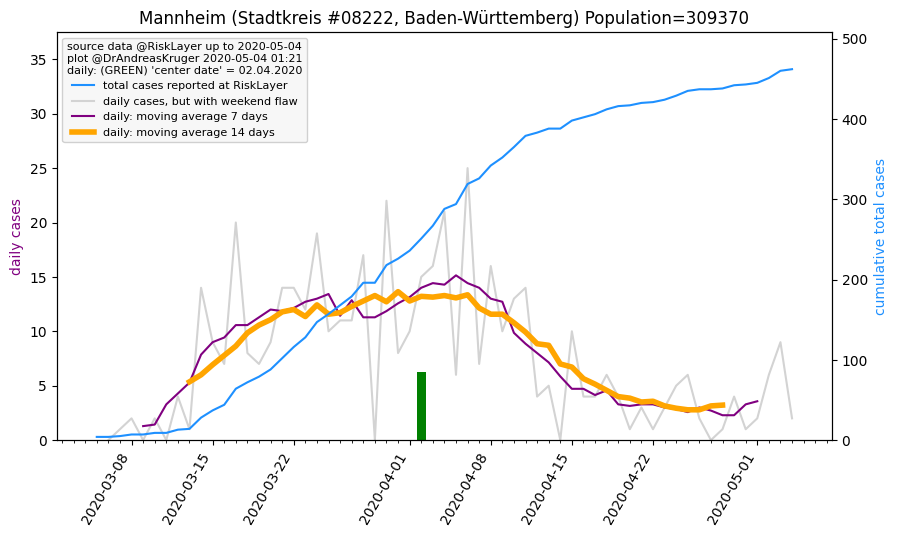 Mannheim (Stadtkreis #08222, Baden-Württemberg) Population=309370
source data @RiskLayer up to 2020-05-04
plot @DrAndreasKruger 2020-05-04 01:21
daily: (GREEN) 'center date' = 02.04.2020
total cases reported at RiskLayer
daily cases, but with weekend flaw
daily: moving average 7 days
daily: moving average 14 days
daily cases
35
30
25
20
15
10
5
0
500
400
300
200
100
0
cumulative total cases
2020-03-08
2020-03-15
2020-03-22
2020-04-01
2020-04-08
2020-04-15
2020-04-22
2020-05-01